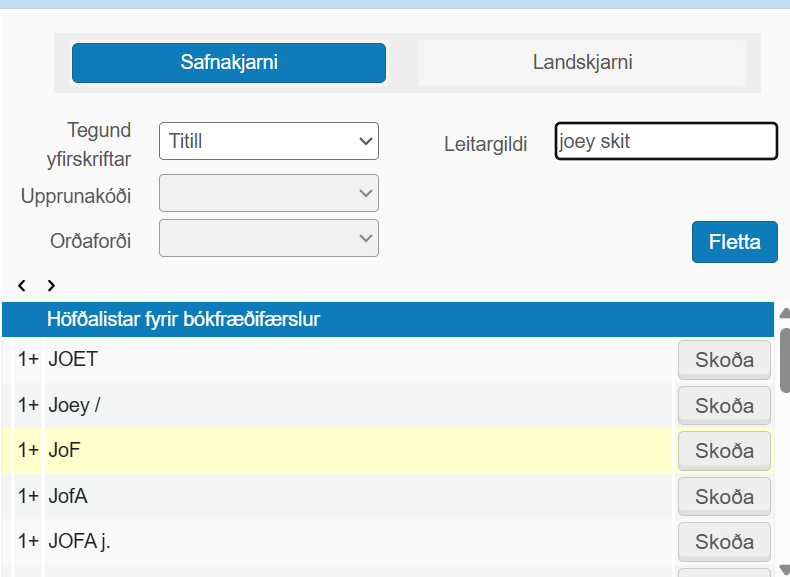 Safnakjarni Landskjarni
Tegund yfirskriftar Titill Leitargildi joey skit
Upprunakóði
Orðaforði
Fletta
Höfðalistar fyrir bókfræðifærslur
1+ JOET Skoða
1+ Joey / Skoða
1+ JoF Skoða
1+ JofA Skoða
1+ JOFA j. Skoða